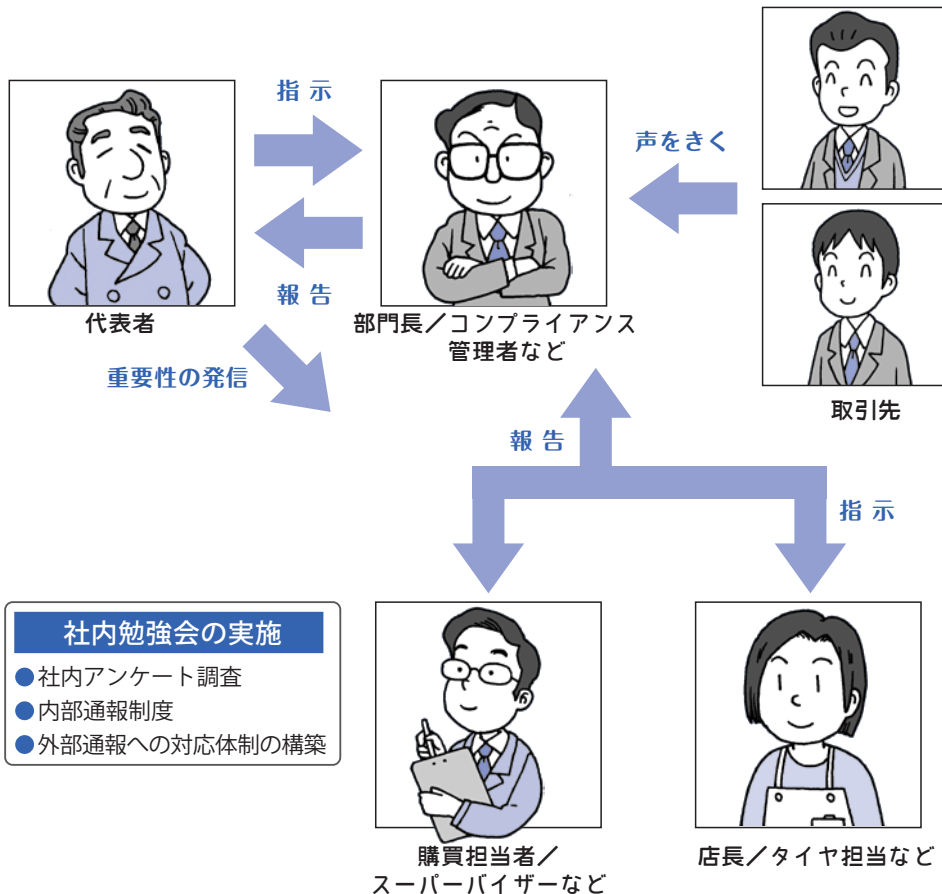 指示
声をきく
報告
代表者
部門長／コンプライアンス
管理者など
重要性の発信
取引先
報告
指示
社内勉強会の実施
●社内アンケート調査
●内部通報制度
●外部通報への対応体制の構築
購買担当者／
スーパーバイザーなど
店長／タイヤ担当など